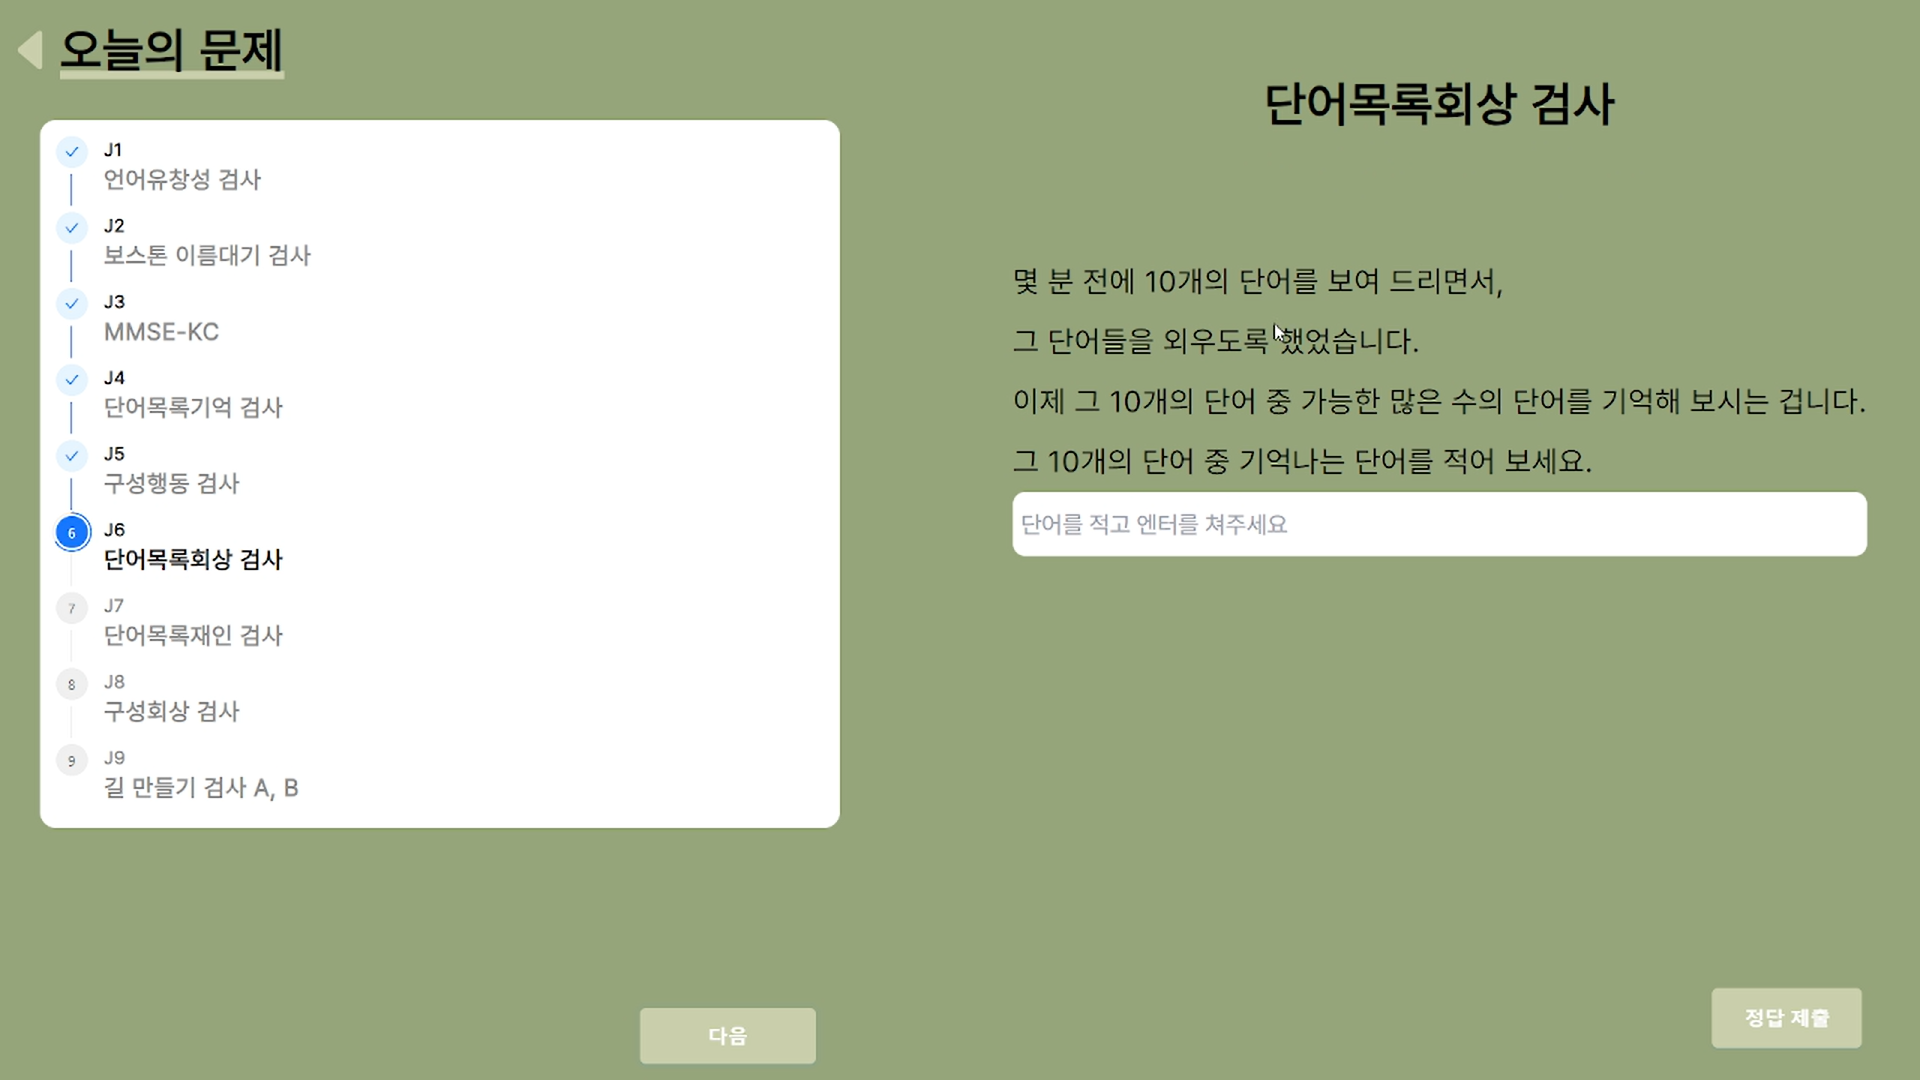 오늘의 문제
J1
언어유창성 검사
J2
보스톤 이름대기 검사
J3
MMSE-KC
J4
단어목록기억 검사
J5
구성행동 검사
6
J6
단어목록회상 검사
7
J7
단어목록재인 검사
8
J8
구성회상 검사
9
J9
길 만들기 검사 A, B
다음
단어목록회상 검사
몇 분 전에 10개의 단어를 보여 드리면서,
그 단어들을 외우도록 했었습니다.
이제 그 10개의 단어 중 가능한 많은 수의 단어를 기억해 보시는 겁니다.
그 10개의 단어 중 기억나는 단어를 적어 보세요.
단어를 적고 엔터를 쳐주세요
정답 제출